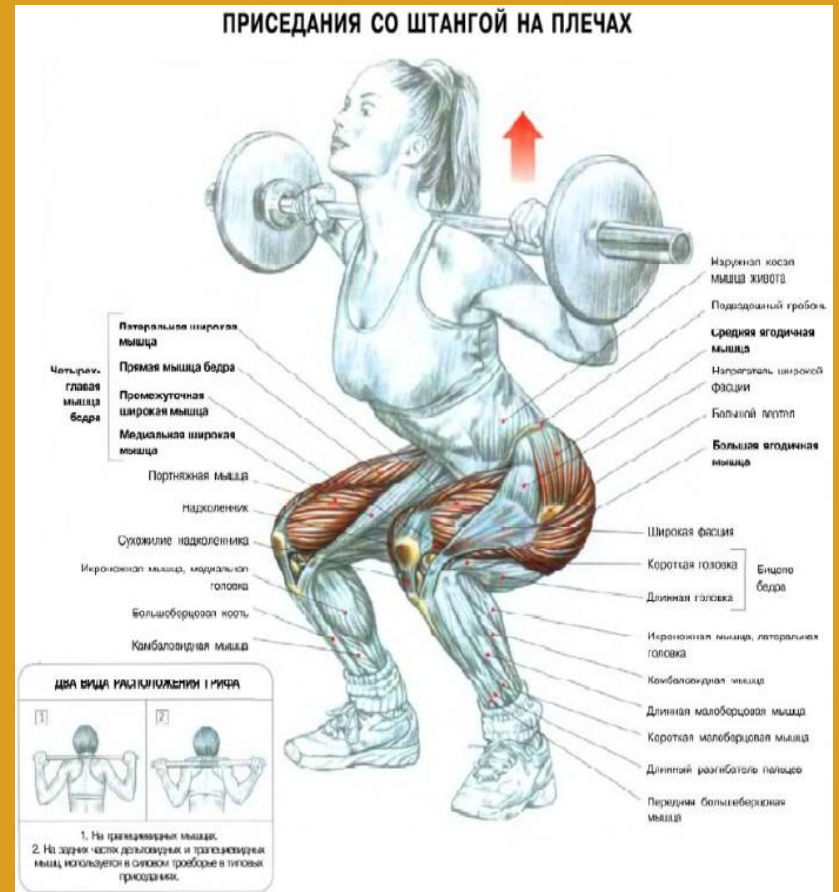 ПРИСЕДАНИЯ СО ШТАНГОЙ НА ПЛЕЧАХ
Четырех-
главая
мышца
бедра
Латеральная широкая
мышца
Прямая мышца бедра
Промежуточная
широкая мышца
Медиальная широкая
мышца
Портняжная мышца
Надколенник
Сухожилие надколенника
Икроножная мышца, медиальная
головка
Большеберцовая кость
Камбаловидная мышца
Наружная косая
мышца живота
Подвздошный гребень
Средняя ягодичная
мышца
Напрягатель широкой
фасции
Большой вертел
Большая ягодичная
мышца
Широкая фасция
Короткая головка
Длинная головка
Бицепс
бедра
Икроножная мышца, латеральная
головка
Камбаловидная мышца
Длинная малоберцовая мышца
Короткая малоберцовая мышца
Длинный разгибатель пальцев
Передняя большеберцовая
мышца
ДВА ВИДА РАСПОЛОЖЕНИЯ ГРИФА
1
2
1. На трапециевидных мышцах.
2. На задних частях дельтовидных и трапециевидных
мышц, используется в силовом троеборье в типовых
приседаниях.